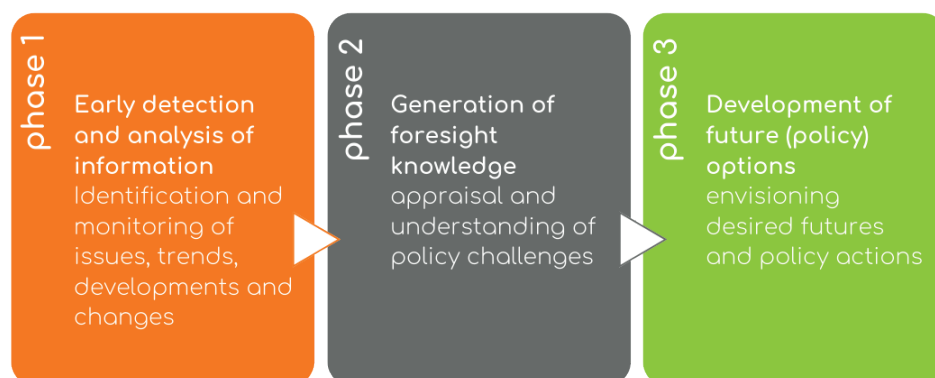 phase 1
Early detection
and analysis of
information
Identification and
monitoring of
issues, trends,
developments and
changes
phase 2
Generation of
foresight
knowledge
appraisal and
understanding of
policy challenges
phase 3
Development of
future (policy)
options
envisioning
desired futures
and policy actions